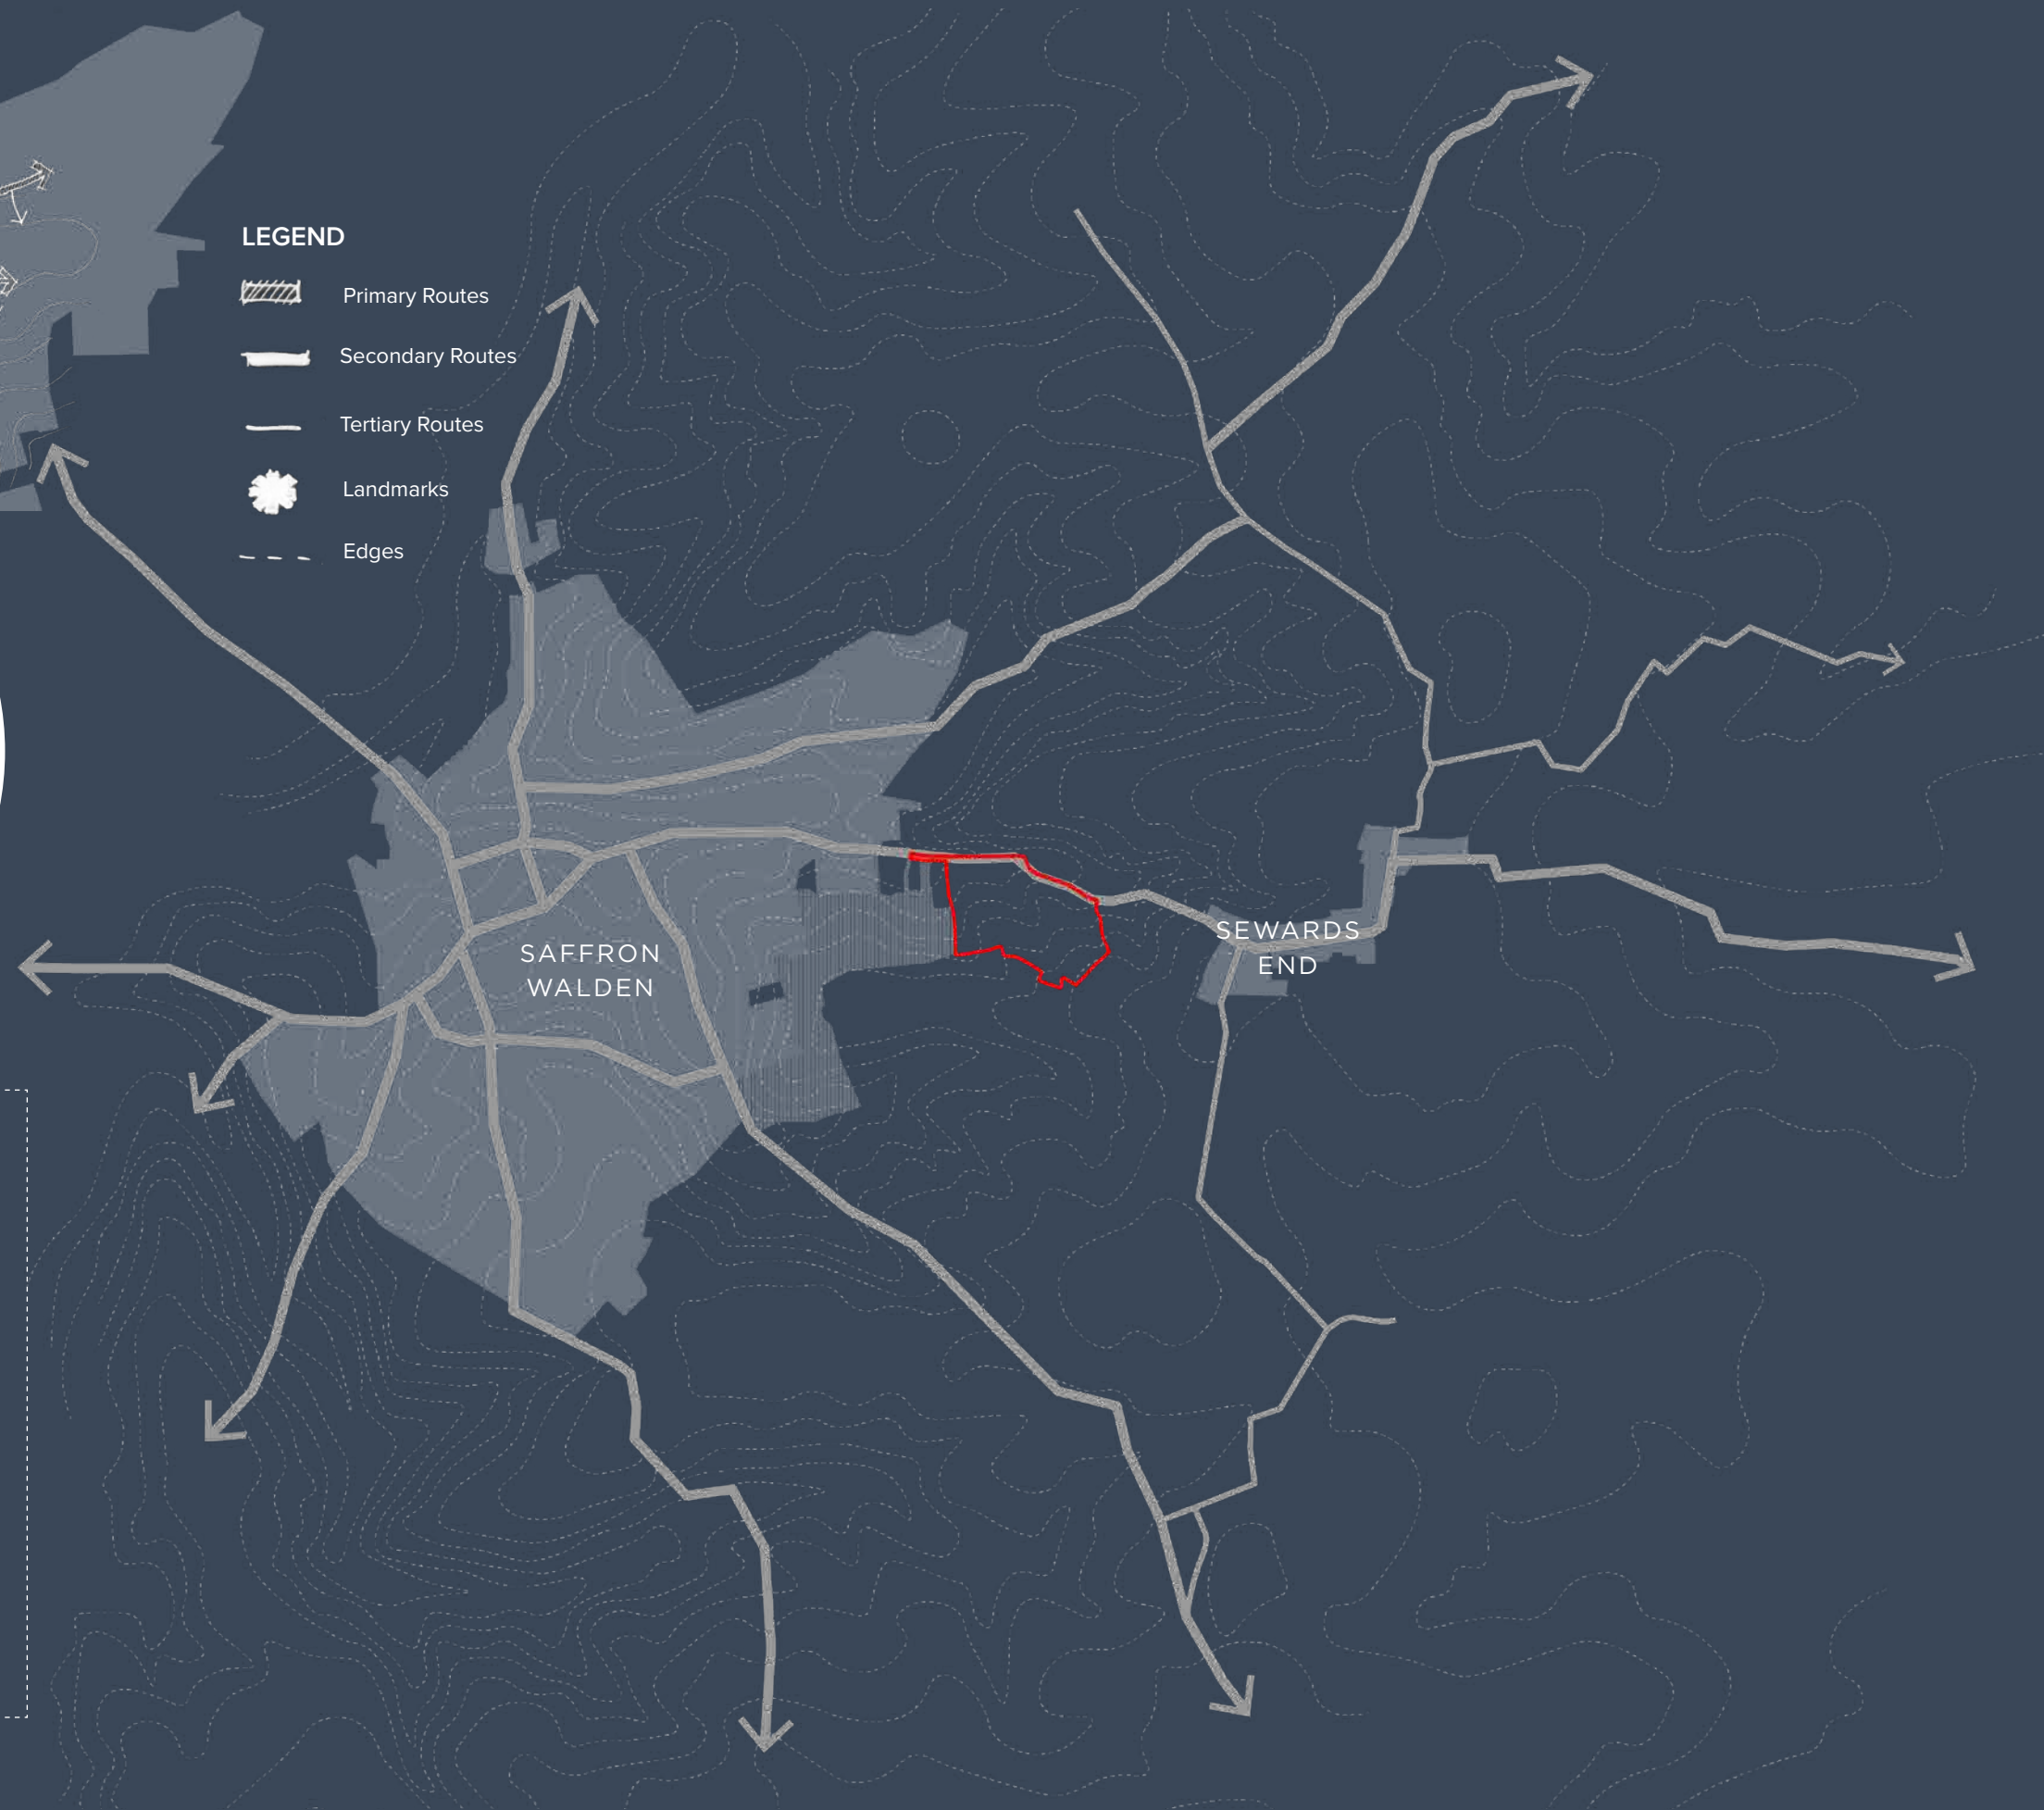 LEGEND
Primary Routes
Secondary Routes
Tertiary Routes
Landmarks
Edges
SAFFRON
WALDEN
SEWARDS
END